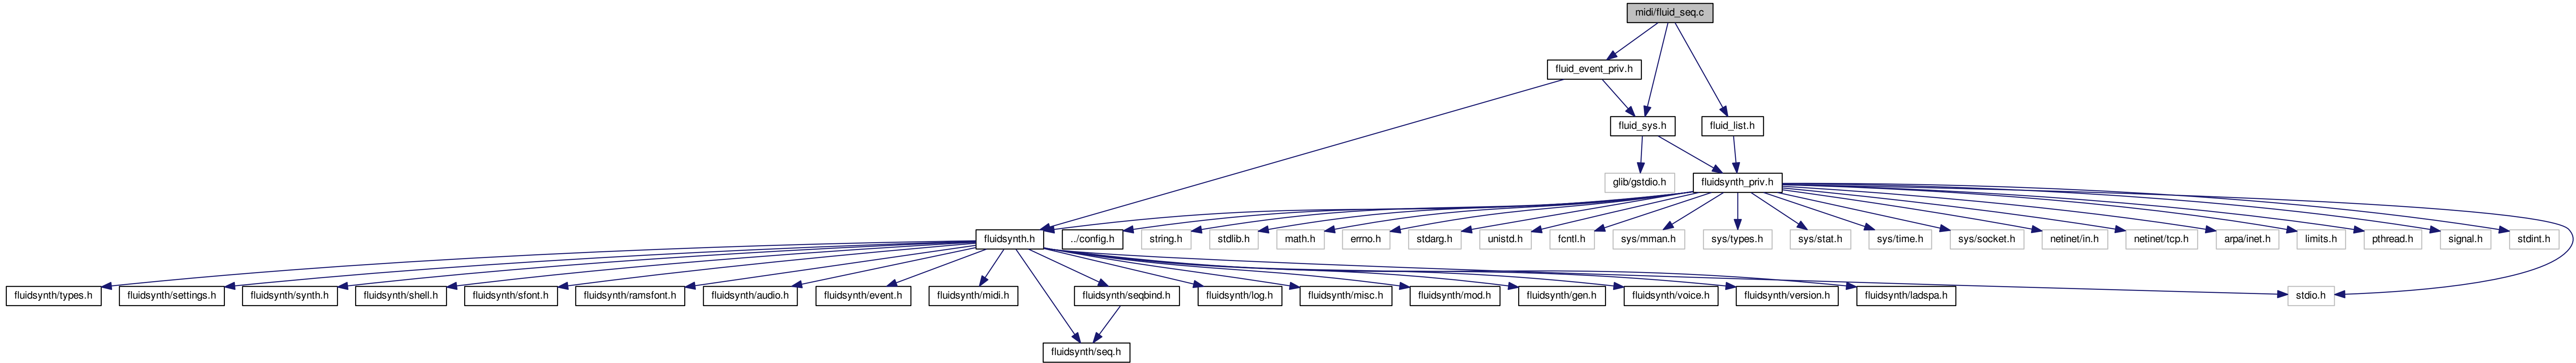 midi/fluid_seq.c
fluid_event_priv.h
fluid_sys.h
fluid_list.h
glib/gstdio.h
fluidsynth_priv.h
fluidsynth.h
../config.h
string.h
stdlib.h
math.h
errno.h
stdarg.h
unistd.h
fcntl.h
sys/mman.h
sys/types.h
sys/stat.h
sys/time.h
sys/socket.h
netinet/in.h
netinet/tcp.h
arpa/inet.h
limits.h
pthread.h
signal.h
stdint.h
fluidsynth/types.h
fluidsynth/settings.h
fluidsynth/synth.h
fluidsynth/shell.h
fluidsynth/sfont.h
fluidsynth/ramsfont.h
fluidsynth/audio.h
fluidsynth/event.h
fluidsynth/midi.h
fluidsynth/seqbind.h
fluidsynth/log.h
fluidsynth/misc.h
fluidsynth/mod.h
fluidsynth/gen.h
fluidsynth/voice.h
fluidsynth/version.h
fluidsynth/ladspa.h
stdio.h
fluidsynth/seq.h